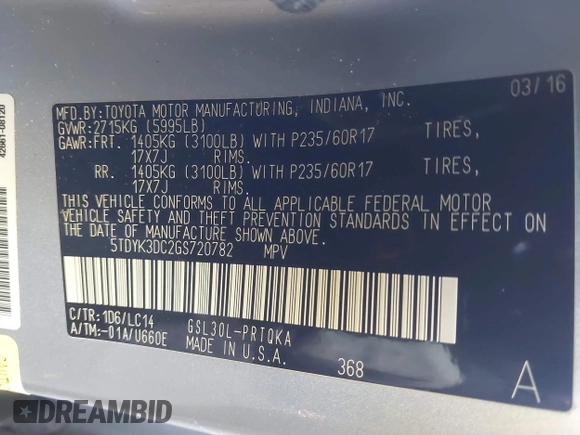 42661-08120
MFD.BY:TOYOTA MOTOR MANUFACTURING, INDIANA, INC. 03/16
GVWR:2715KG (5995LB)
GAWR:FRT. 1405KG (3100LB) WITH P235/60R17 TIRES,
17X7J RIMS.
RR. 1405KG (3100LB) WITH P235/60R17 TIRES,
17X7J RIMS.
THIS VEHICLE CONFORMS TO ALL APPLICABLE FEDERAL MOTOR
VEHICLE SAFETY AND THEFT PREVENTION STANDARDS IN EFFECT ON
THE DATE OF MANUFACTURE SHOWN ABOVE.
5TDYK3DC2GS720782 MPV
C/TR:1D6/LC14 GSL30L-PRTQKA
A/TM:-01A/U660E MADE IN U.S.A. 368 A
DREAMBID